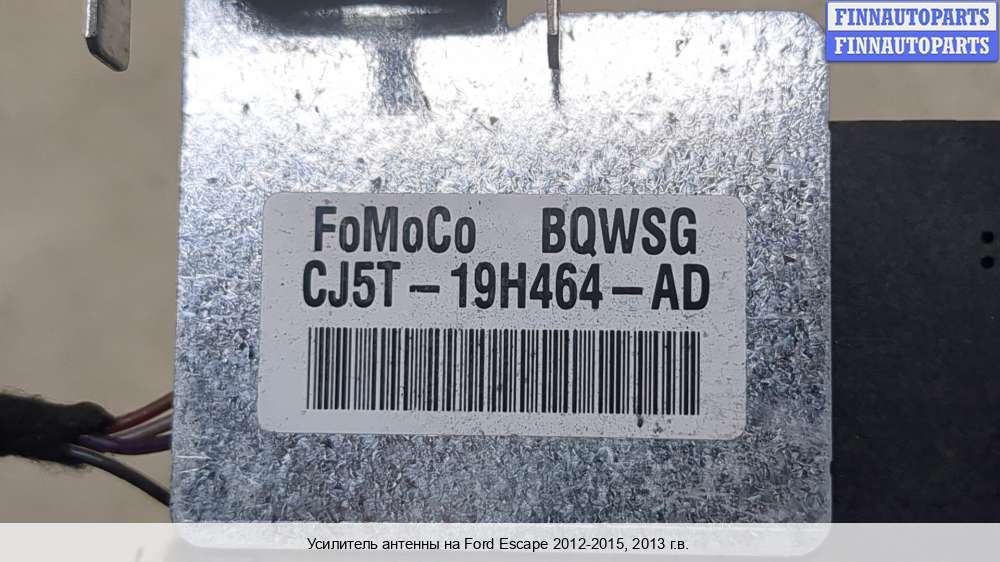 FINNAUTOPARTS
FINNAUTOPARTS
FoMoCo BQWSG
CJ5T-19H464-AD
Усилитель антенны на Ford Escape 2012-2015, 2013 г.в.